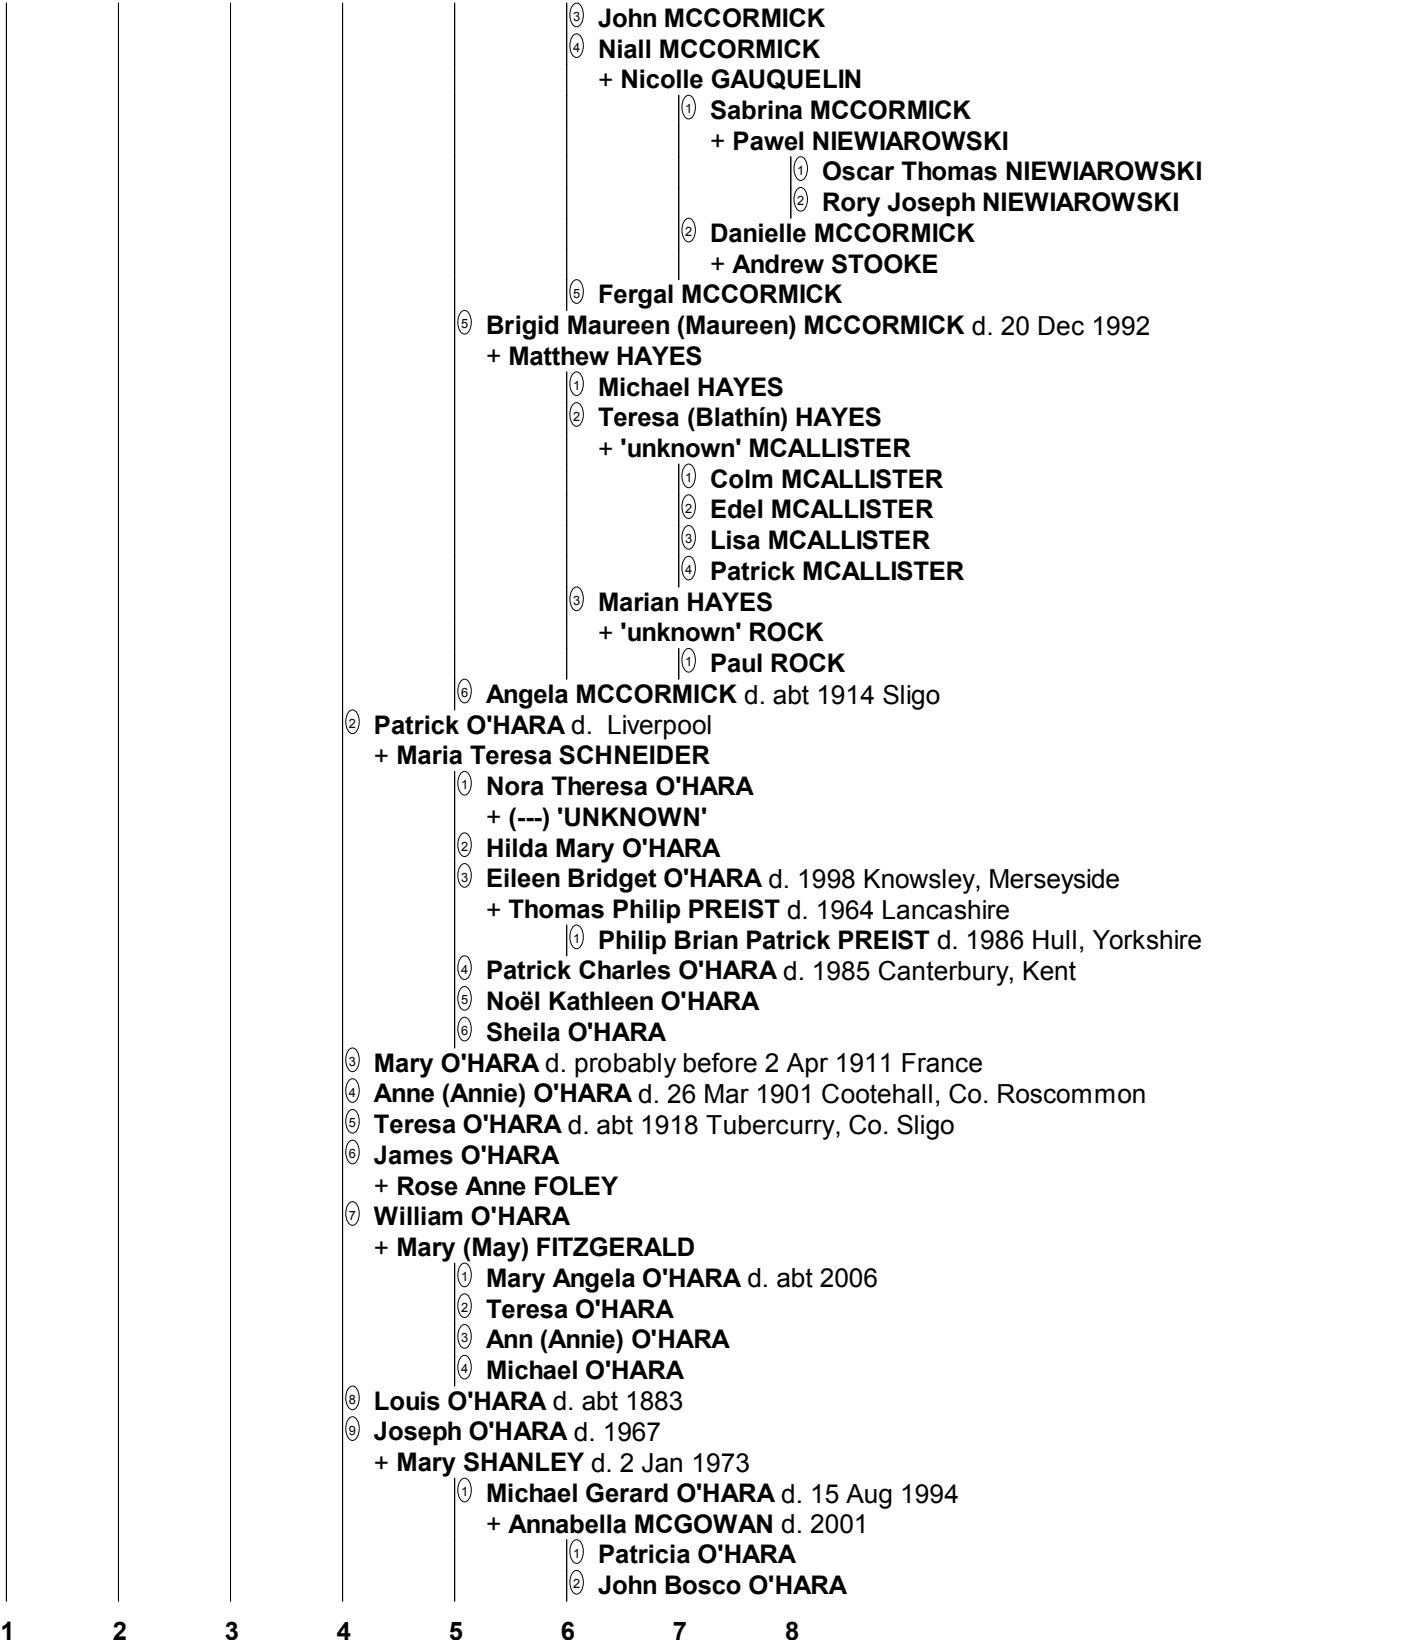 ③ John MCCORMICK
④ Niall MCCORMICK
+ Nicolle GAUQUELIN
① Sabrina MCCORMICK
+ Pawel NIEWIAROWSKI
① Oscar Thomas NIEWIAROWSKI
② Rory Joseph NIEWIAROWSKI
② Danielle MCCORMICK
+ Andrew STOOKE
⑤ Fergal MCCORMICK
⑤ Brigid Maureen (Maureen) MCCORMICK d. 20 Dec 1992
+ Matthew HAYES
① Michael HAYES
② Teresa (Blathín) HAYES
+ 'unknown' MCALLISTER
① Colm MCALLISTER
② Edel MCALLISTER
③ Lisa MCALLISTER
④ Patrick MCALLISTER
③ Marian HAYES
+ 'unknown' ROCK
① Paul ROCK
⑥ Angela MCCORMICK d. abt 1914 Sligo
② Patrick O'HARA d. Liverpool
+ Maria Teresa SCHNEIDER
① Nora Theresa O'HARA
+ (---) 'UNKNOWN'
② Hilda Mary O'HARA
③ Eileen Bridget O'HARA d. 1998 Knowsley, Merseyside
+ Thomas Philip PREIST d. 1964 Lancashire
① Philip Brian Patrick PREIST d. 1986 Hull, Yorkshire
④ Patrick Charles O'HARA d. 1985 Canterbury, Kent
⑤ Noël Kathleen O'HARA
⑥ Sheila O'HARA
③ Mary O'HARA d. probably before 2 Apr 1911 France
④ Anne (Annie) O'HARA d. 26 Mar 1901 Cootehall, Co. Roscommon
⑤ Teresa O'HARA d. abt 1918 Tubercurry, Co. Sligo
⑥ James O'HARA
+ Rose Anne FOLEY
⑦ William O'HARA
+ Mary (May) FITZGERALD
① Mary Angela O'HARA d. abt 2006
② Teresa O'HARA
③ Ann (Annie) O'HARA
④ Michael O'HARA
⑧ Louis O'HARA d. abt 1883
⑨ Joseph O'HARA d. 1967
+ Mary SHANLEY d. 2 Jan 1973
① Michael Gerard O'HARA d. 15 Aug 1994
+ Annabella MCGOWAN d. 2001
① Patricia O'HARA
② John Bosco O'HARA
1 2 3 4 5 6 7 8